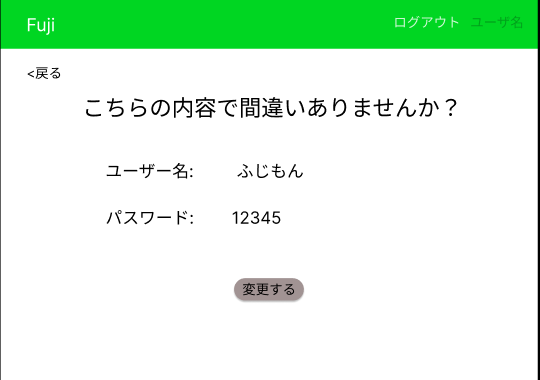 Fuji ログアウト ユーザ名
<戻る
こちらの内容で間違いありませんか？
ユーザー名: ふじもん
パスワード: 12345
変更する